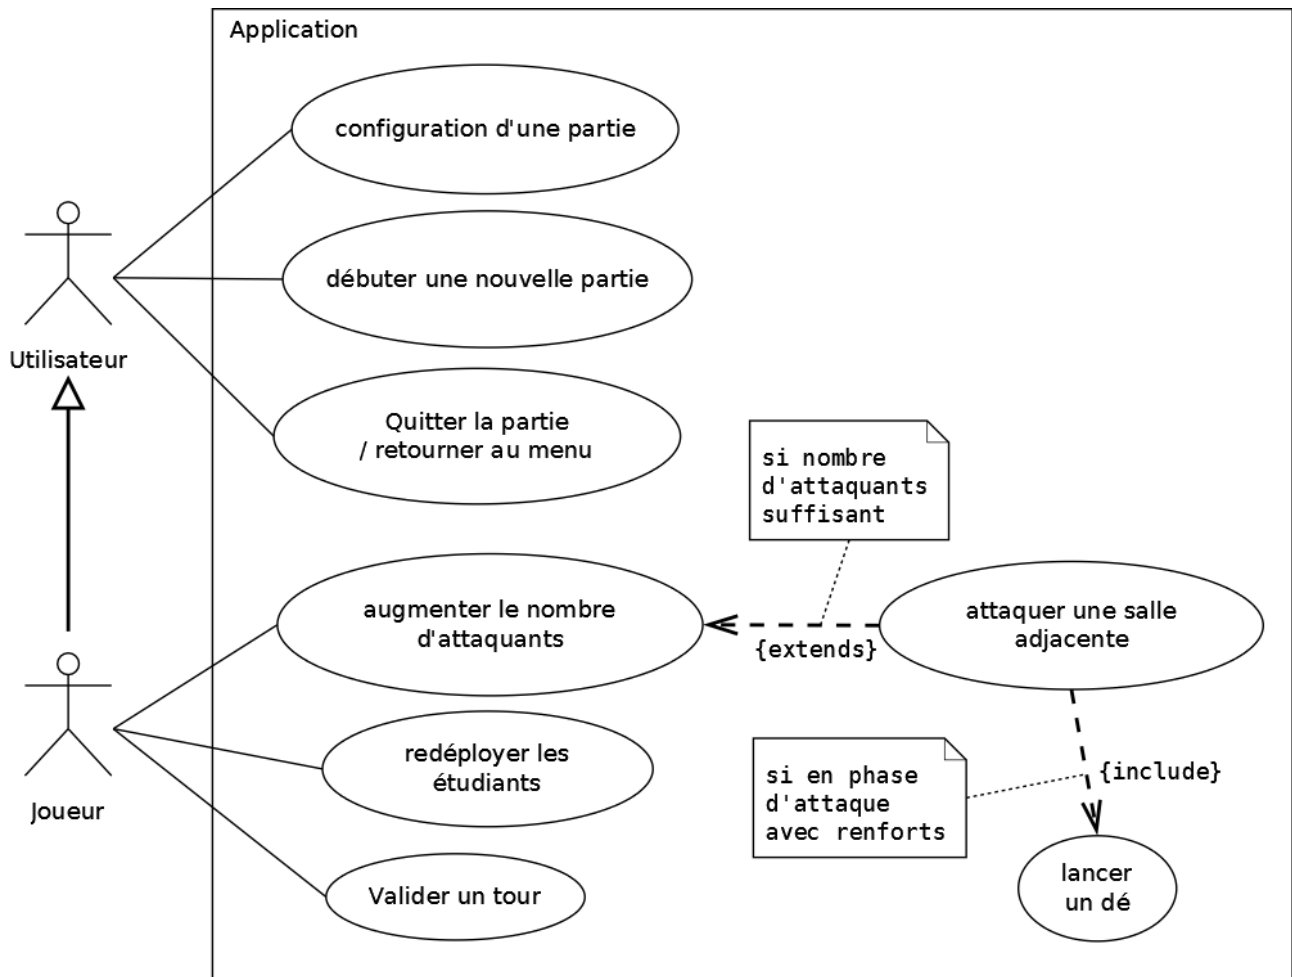 Application
configuration d'une partie
débuter une nouvelle partie
Utilisateur
Quitter la partie
/ retourner au menu
si nombre
d'attaquants
suffisant
augmenter le nombre
d'attaquants
{extends}
attaquer une salle
adjacente
redéployer les
étudiants
si en phase
d'attaque
avec renforts
{include}
Joueur
Valider un tour
lancer
un dé